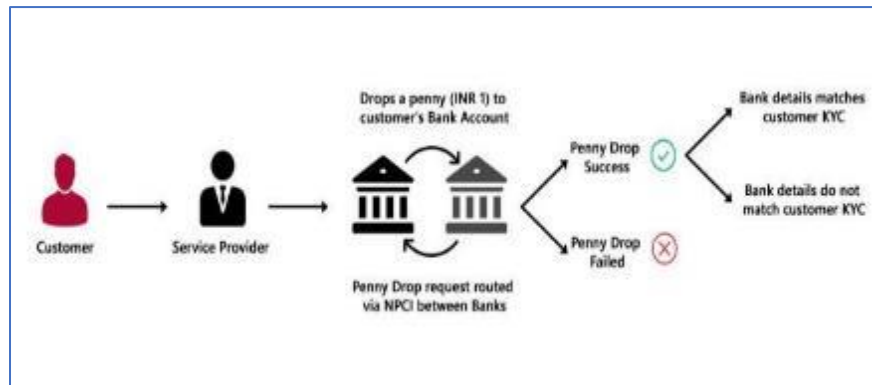 Customer
Service Provider
Drops a penny (INR 1) to
customer's Bank Account
Penny Drop request routed
via NPCI between Banks
Penny Drop
Success
Penny Drop
Failed
Bank details matches
customer KYC
Bank details do not
match customer KYC